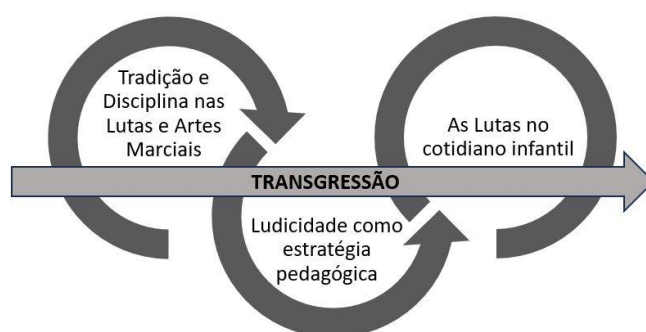 Tradição e
Disciplina nas
Lutas e Artes
Marciais
As Lutas no
cotidiano infantil
TRANSGRESSÃO
Ludicidade como
estratégia
pedagógica